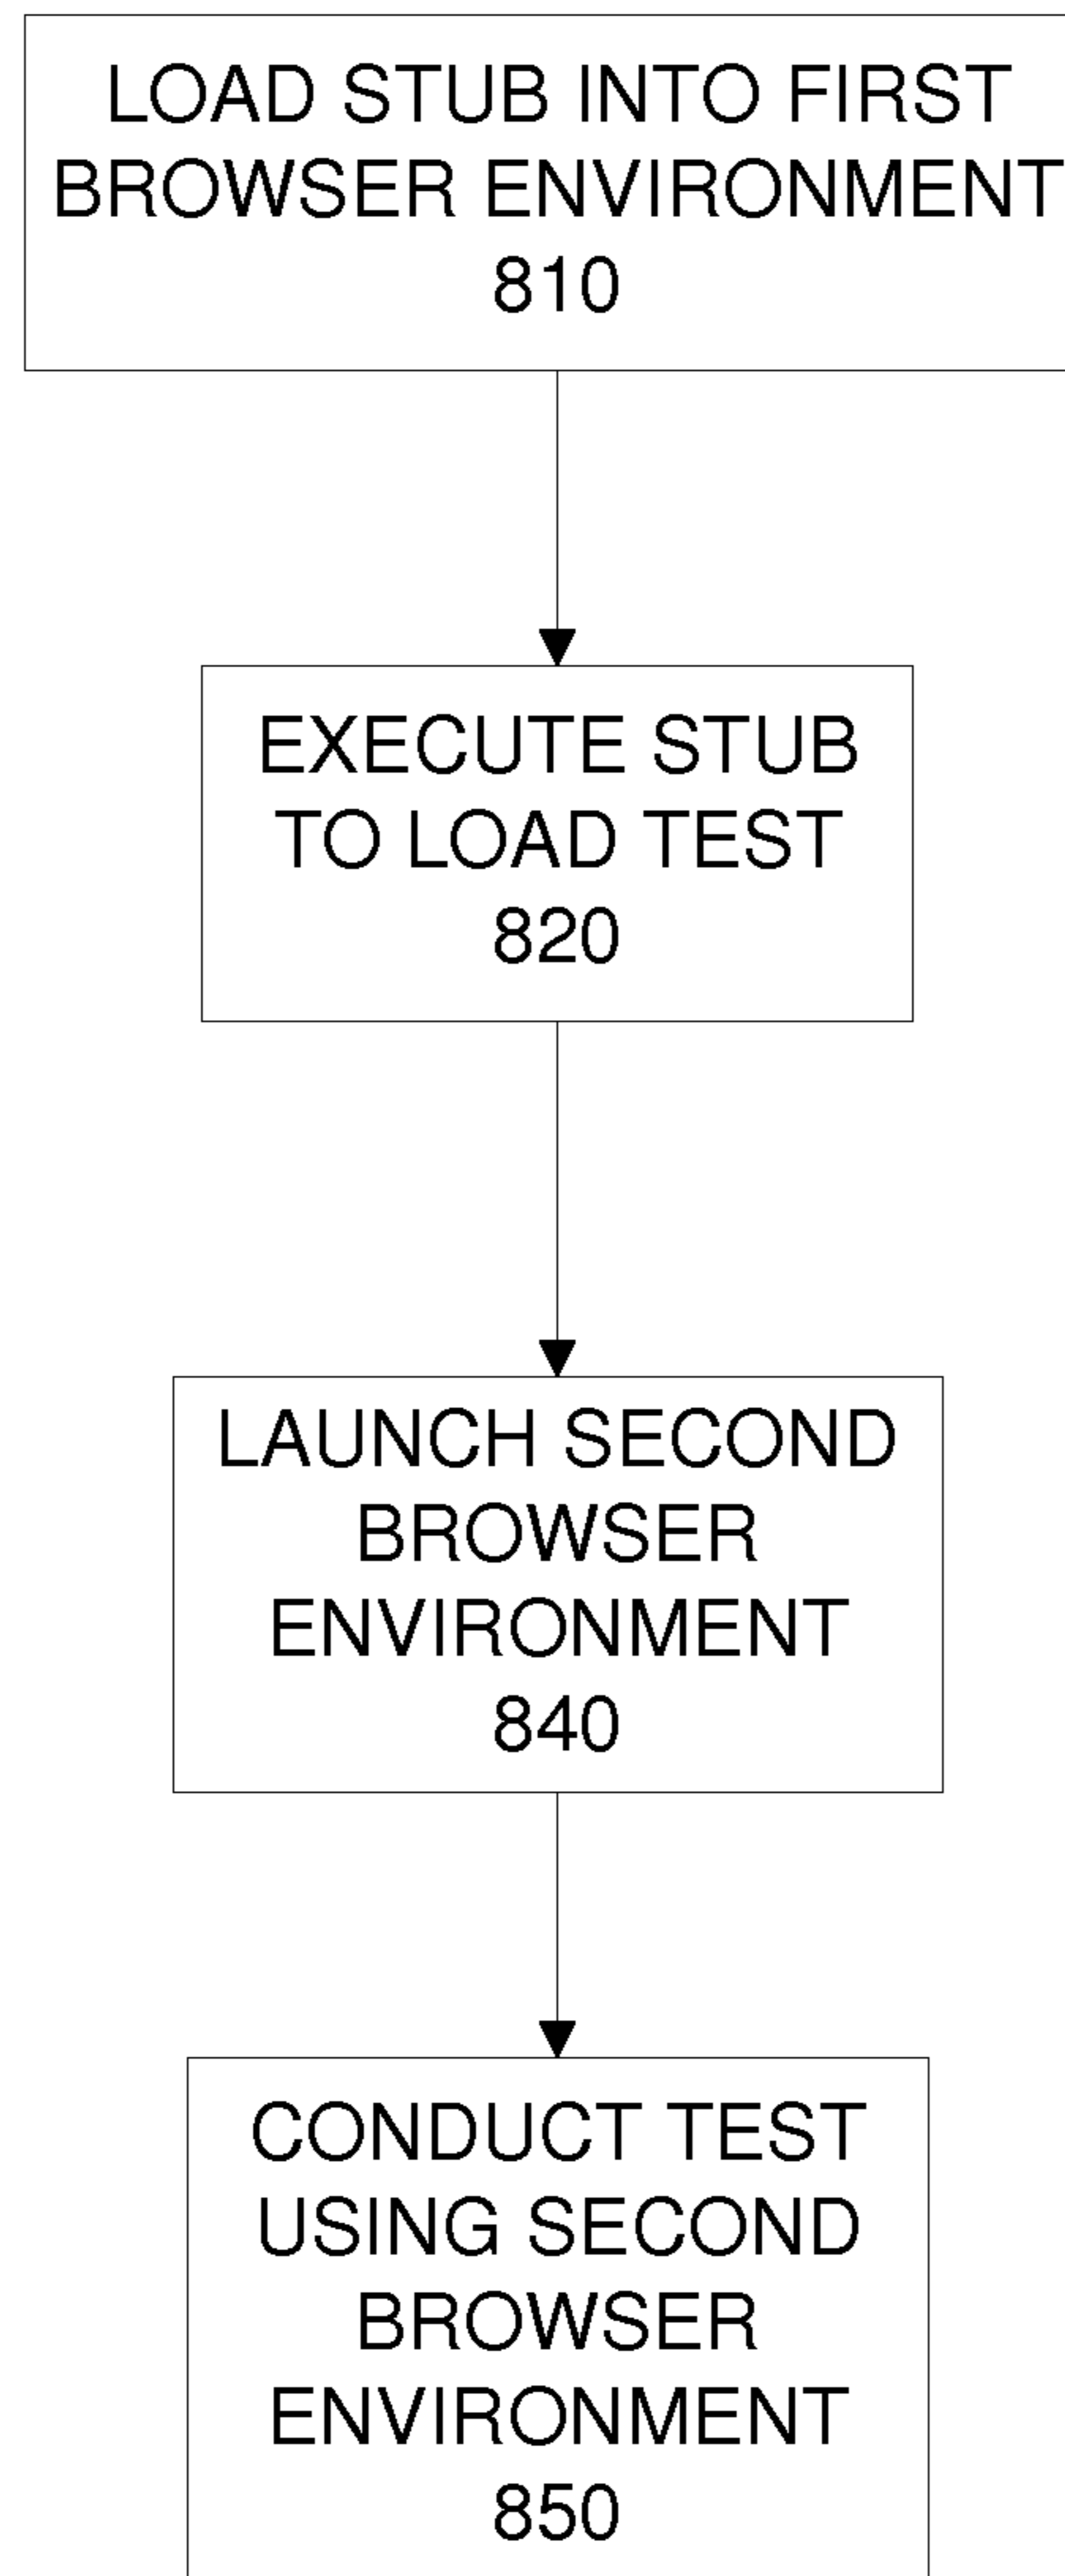 LOAD STUB INTO FIRST
BROWSER ENVIRONMENT
810
EXECUTE STUB
TO LOAD TEST
820
LAUNCH SECOND
BROWSER
ENVIRONMENT
840
CONDUCT TEST
USING SECOND
BROWSER
ENVIRONMENT
850